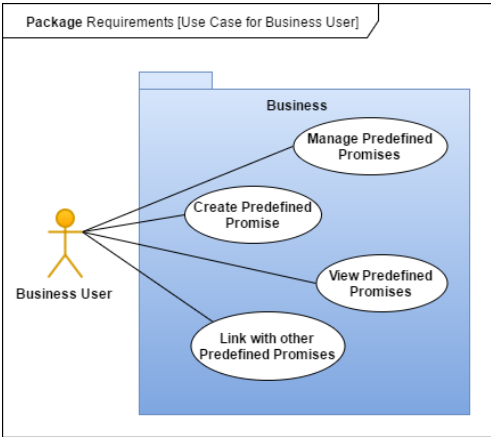 Package Requirements [Use Case for Business User]
Business
Manage Predefined
Promises
Create Predefined
Promise
View Predefined
Promises
Link with other
Predefined Promises
Business User